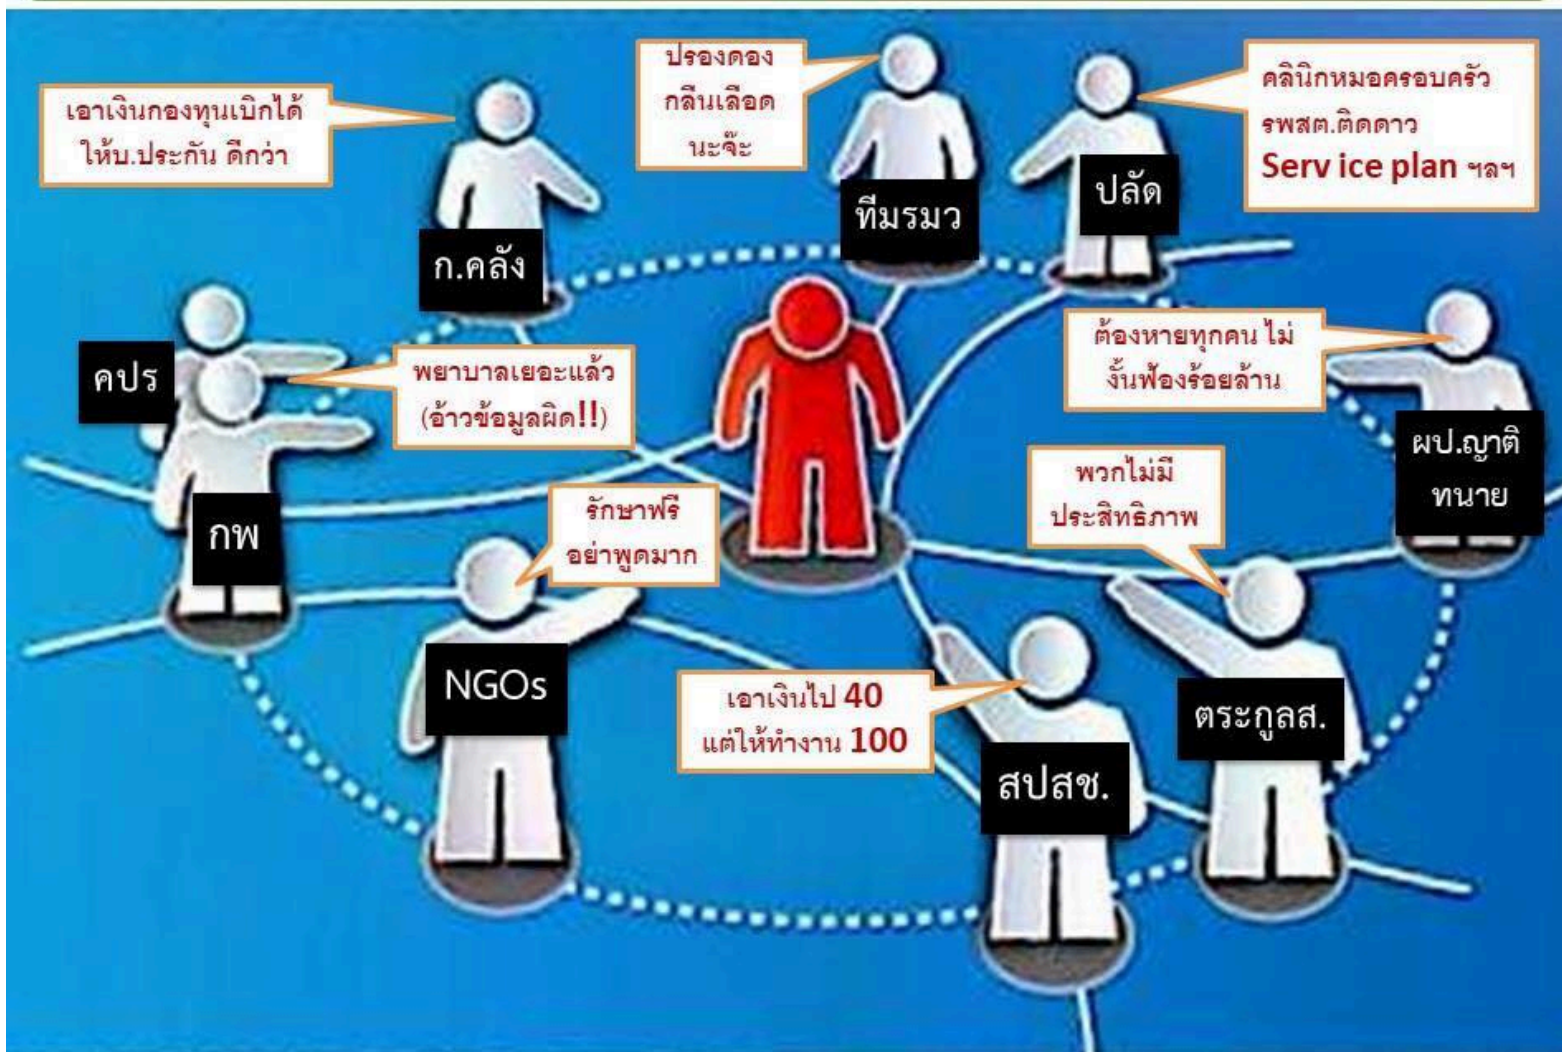 ปรองดอง
กลืนเลือด
นะจ๊ะ
ทีมรมว
คลินิกหมอครอบครัว
รพสต.ติดดาว
Serv ice plan ฯลฯ
ปลัด
เอาเงินกองทุนเบิกได้
ให้บ.ประกัน ดีกว่า
ก.คลัง
คปร
พยาบาลเยอะแล้ว
(อ้าวข้อมูลผิด!!)
กพ
ต้องหายทุกคน ไม่
งั้นฟ้องร้อยล้าน
ผป.ญาติ
ทนาย
รักษาฟรี
อย่าพูดมาก
NGOs
พวกไม่มี
ประสิทธิภาพ
ตระกูลส.
เอาเงินไป 40
แต่ให้ทำงาน 100
สปสช.